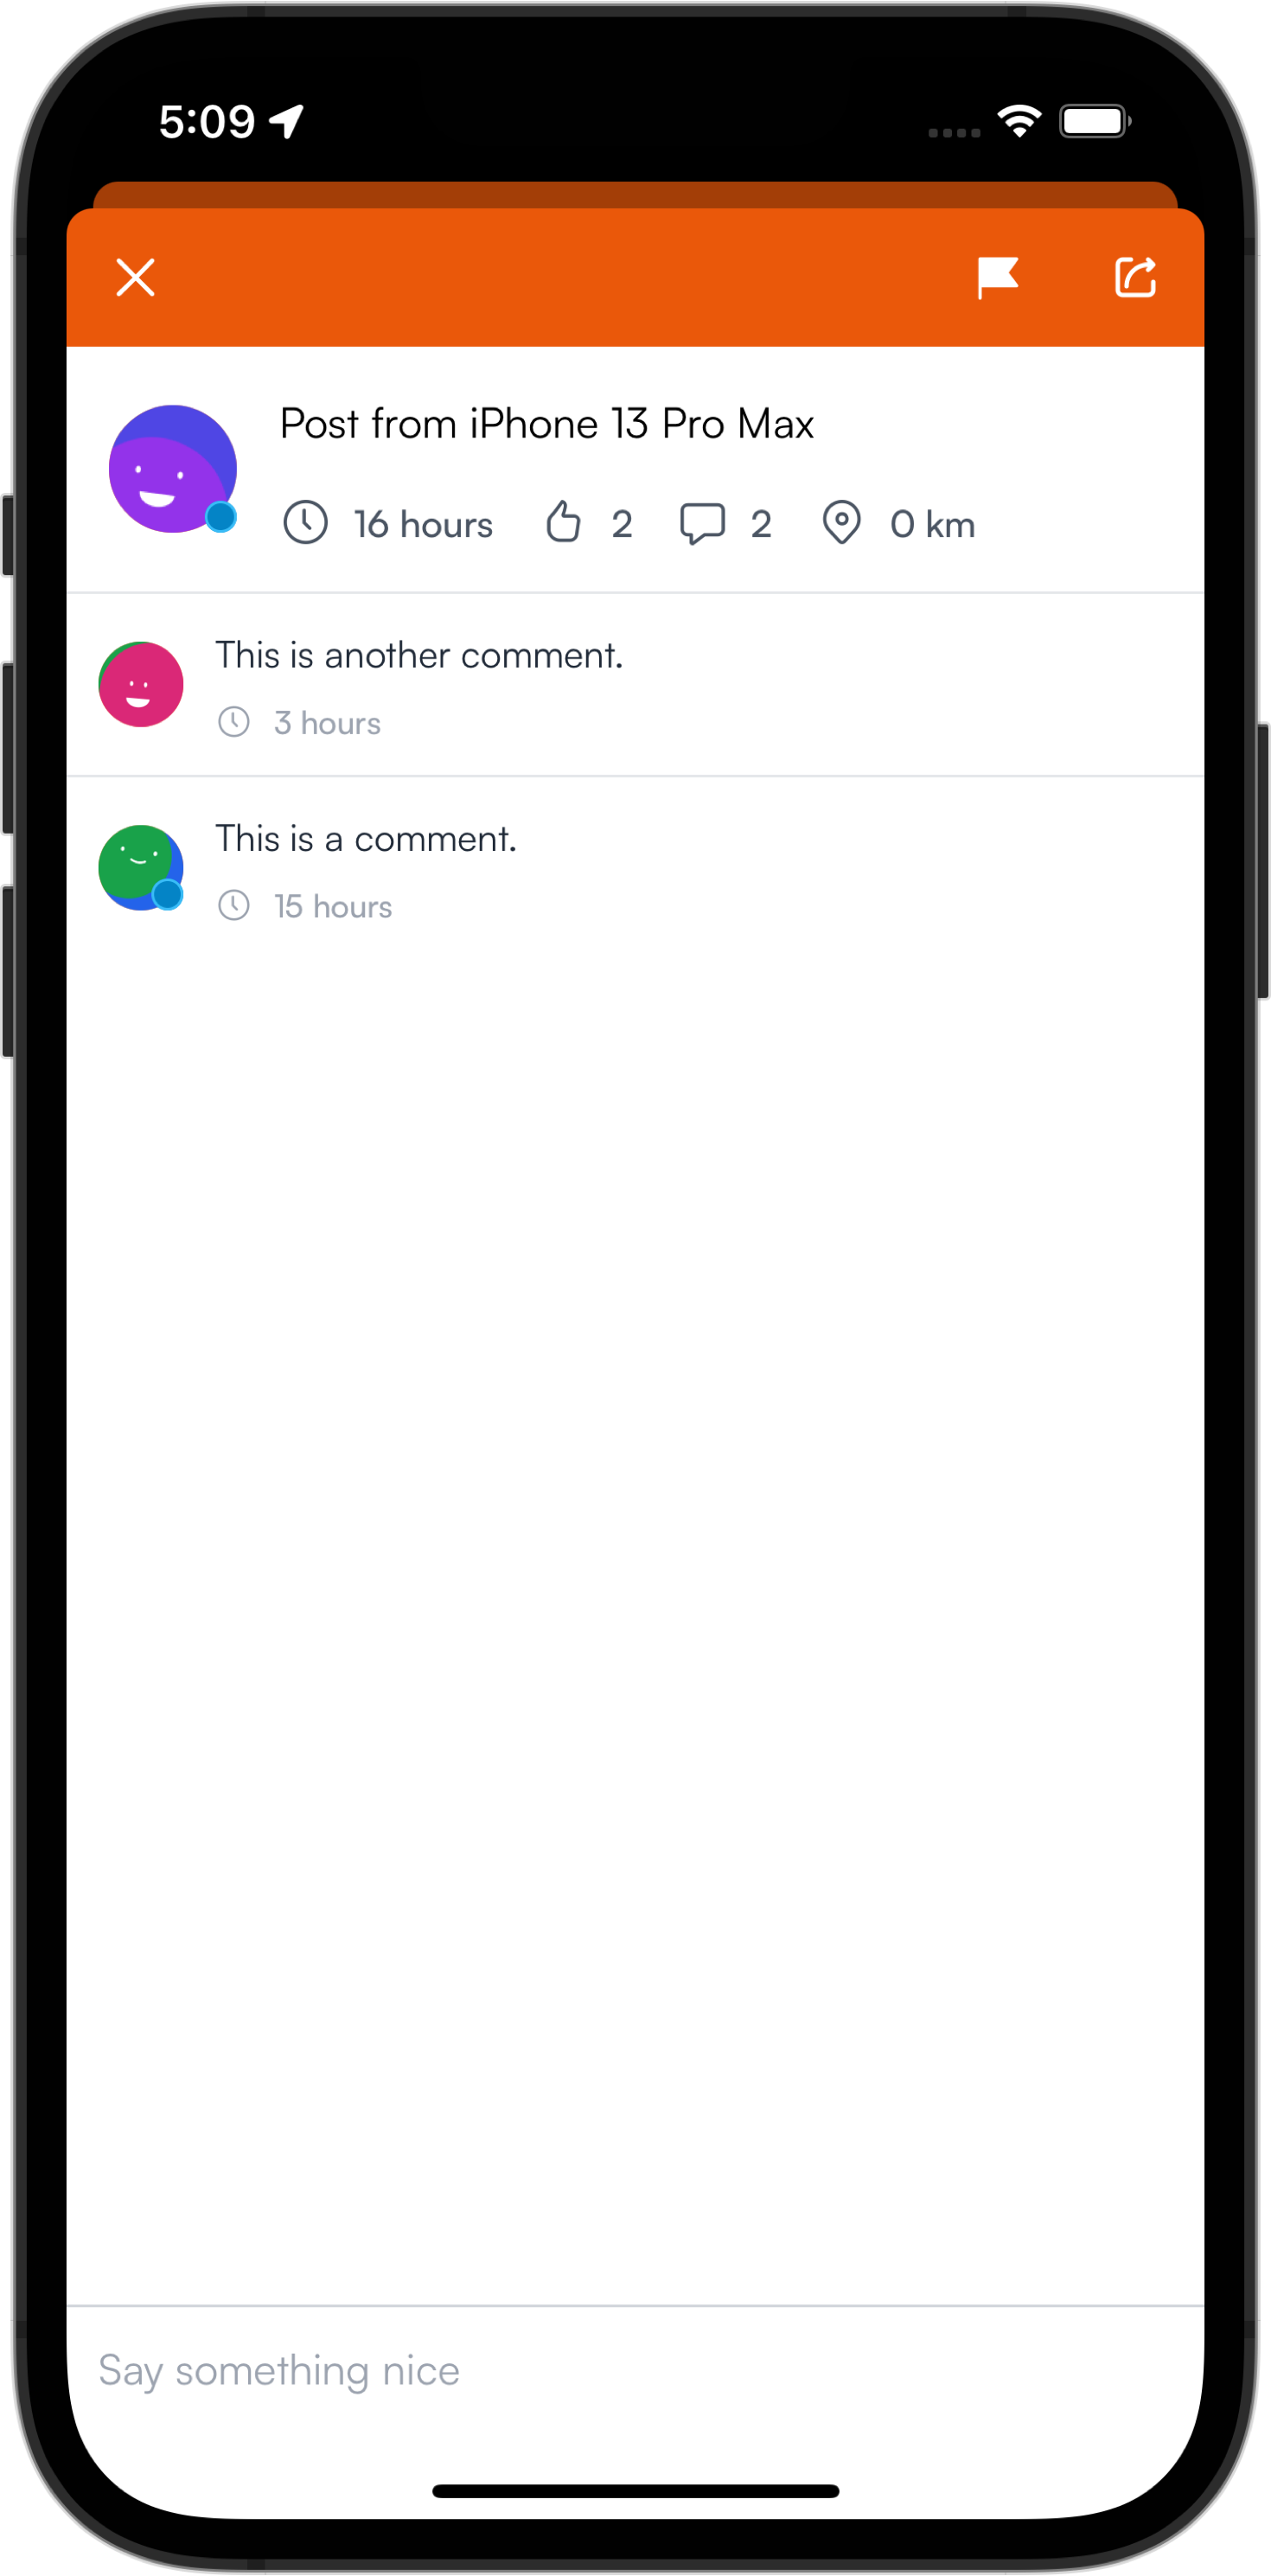 5:09
Post from iPhone 13 Pro Max
16 hours 2 2 0 km
This is another comment.
3 hours
This is a comment.
15 hours
Say something nice